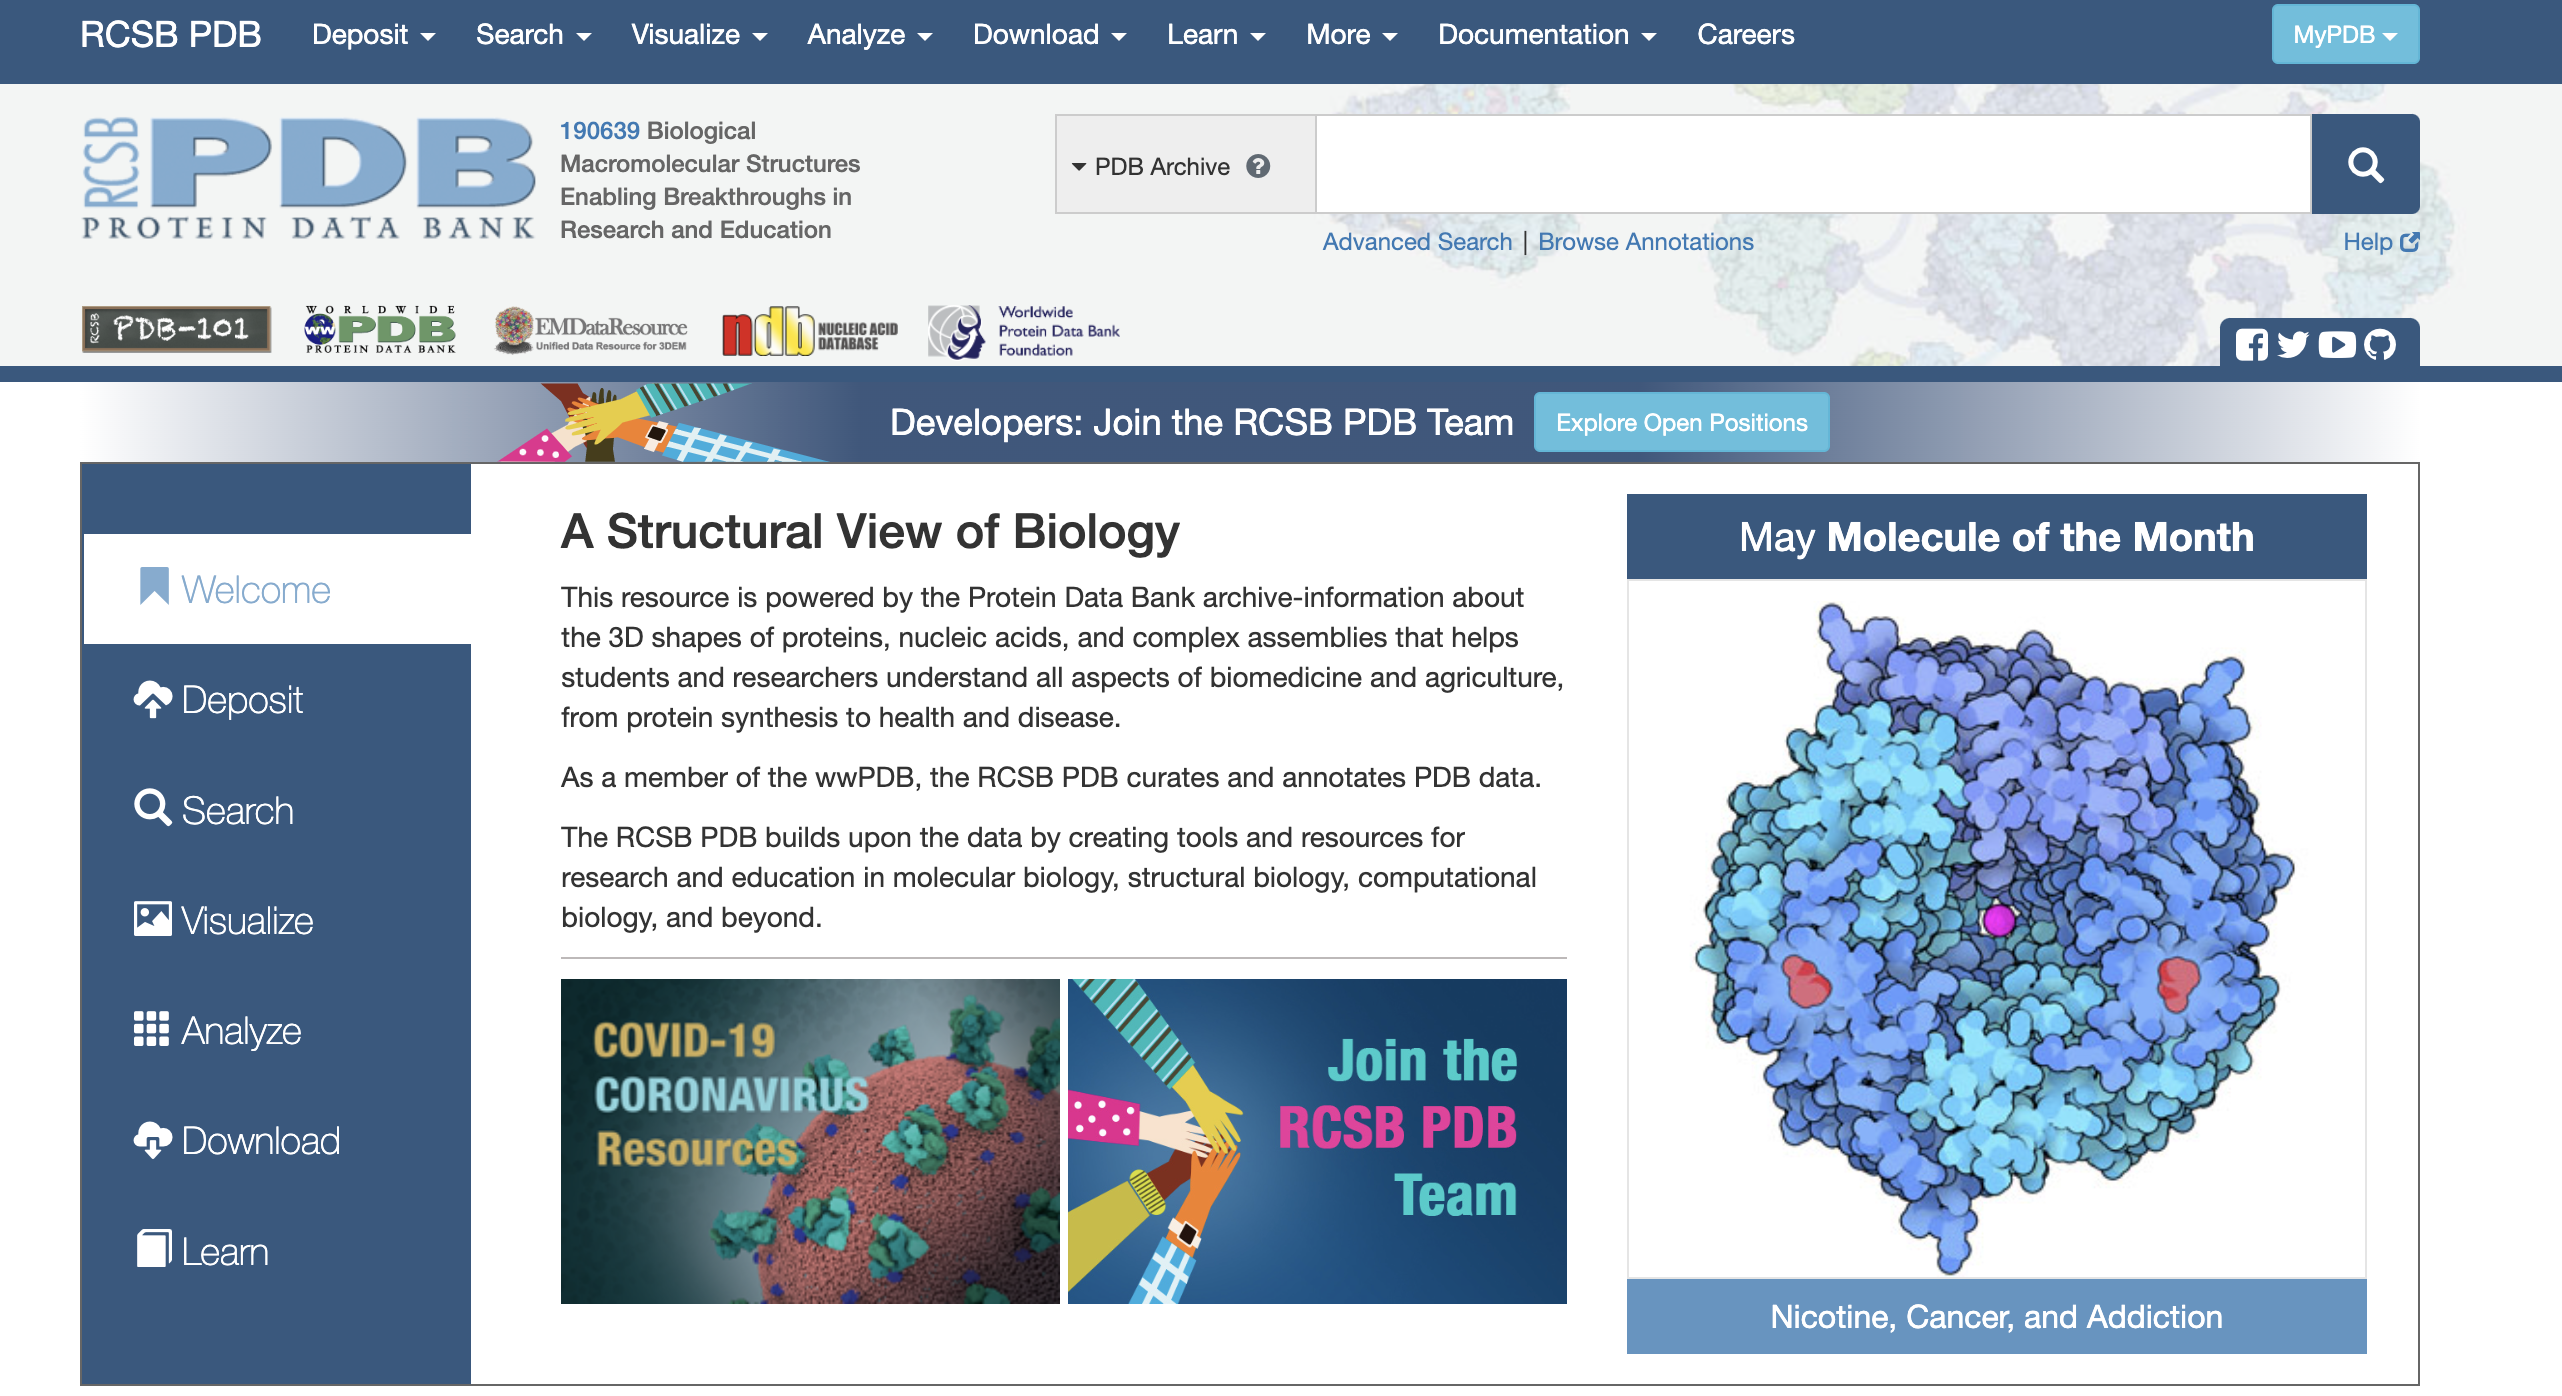 RCSB PDB Deposit Search Visualize Analyze Download Learn More Documentation Careers MyPDB
RCSB PDB
PROTEIN DATA BANK
190639 Biological
Macromolecular Structures
Enabling Breakthroughs in
Research and Education
PDB Archive
Advanced Search | Browse Annotations
Help
RCSB PDB-101
WORLDWIDE
PDB
PROTEIN DATA BANK
EMDataResource
Unified Data Resource for 3DEM
ndb NUCLEIC ACID
DATABASE
Worldwide
Protein Data Bank
Foundation
Developers: Join the RCSB PDB Team Explore Open Positions
Welcome
Deposit
Search
Visualize
Analyze
Download
Learn
A Structural View of Biology
This resource is powered by the Protein Data Bank archive-information about
the 3D shapes of proteins, nucleic acids, and complex assemblies that helps
students and researchers understand all aspects of biomedicine and agriculture,
from protein synthesis to health and disease.
As a member of the wwPDB, the RCSB PDB curates and annotates PDB data.
The RCSB PDB builds upon the data by creating tools and resources for
research and education in molecular biology, structural biology, computational
biology, and beyond.
COVID-19
CORONAVIRUS
Resources
Join the
RCSB PDB
Team
May Molecule of the Month
Nicotine, Cancer, and Addiction